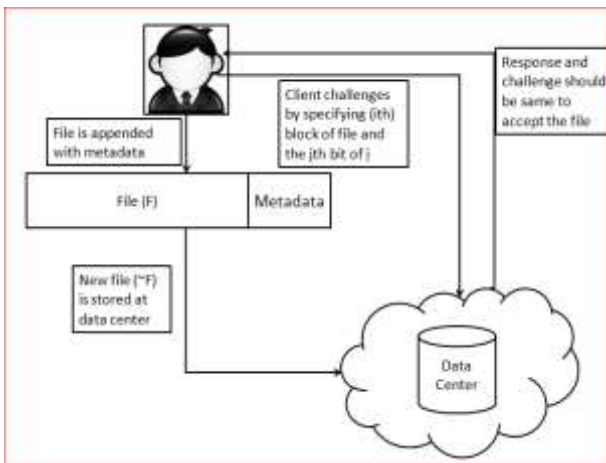 Response and
challenge should
be same to
accept the file
Client challenges
by specifying (ith)
block of file and
the jth bit of i
File is appended
with metadata
File (F)
Metadata
New file (~F)
is stored at
data center
Data
Center